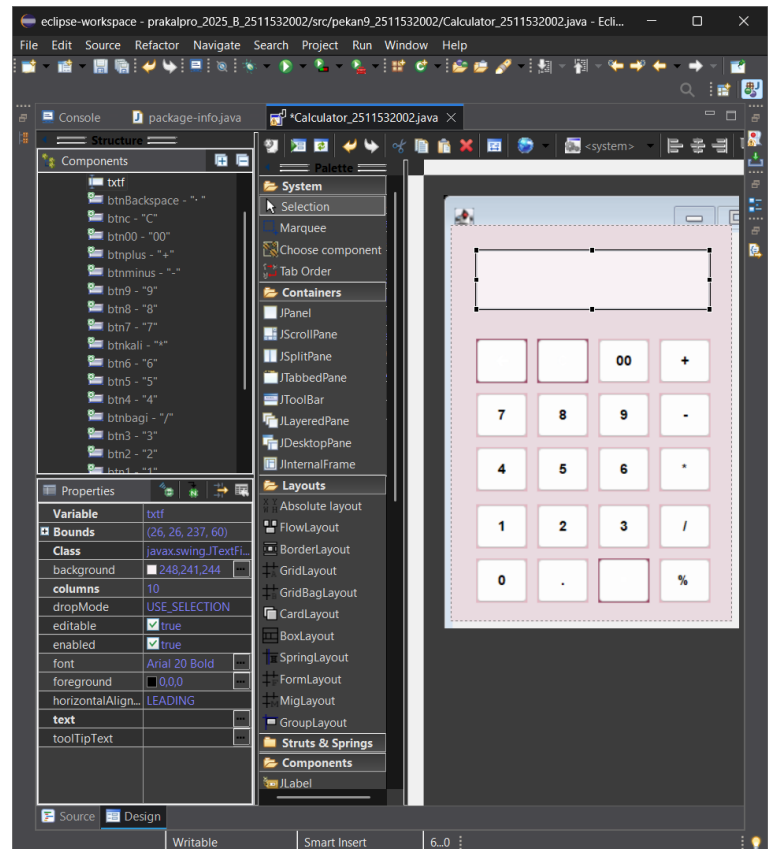 eclipse-workspace - prakalpro_2025_B_2511532002/src/pekan9_2511532002/Calculator_2511532002.java - Ecli...
File Edit Source Refactor Navigate Search Project Run Window Help
Console package-info.java *Calculator_2511532002.java
Structure
Components
txtf
btnBackspace - "· "
btnc - "C"
btn00 - "00"
btnplus - "+"
btnminus - "-"
btn9 - "9"
btn8 - "8"
btn7 - "7"
btnkali - "*"
btn6 - "6"
btn5 - "5"
btn4 - "4"
btnbagi - "/"
btn3 - "3"
btn2 - "2"
btn1 - "1"
Properties
Variable txtf
Bounds (26, 26, 237, 60)
Class javax.swing.JTextFi...
background 248,241,244
columns 10
dropMode USE_SELECTION
editable true
enabled true
font Arial 20 Bold
foreground 0,0,0
horizontalAlign... LEADING
text
toolTipText
<system>
Palette
System
Selection
Marquee
Choose component
Tab Order
Containers
JPanel
JScrollPane
JSplitPane
JTabbedPane
JToolBar
JLayeredPane
JDesktopPane
JInternalFrame
Layouts
Absolute layout
FlowLayout
BorderLayout
GridLayout
GridBagLayout
CardLayout
BoxLayout
SpringLayout
FormLayout
MigLayout
GroupLayout
Struts & Springs
Components
JLabel
00 +
7 8 9 -
4 5 6 *
1 2 3 /
0 . %
Source Design
Writable Smart Insert 6...0